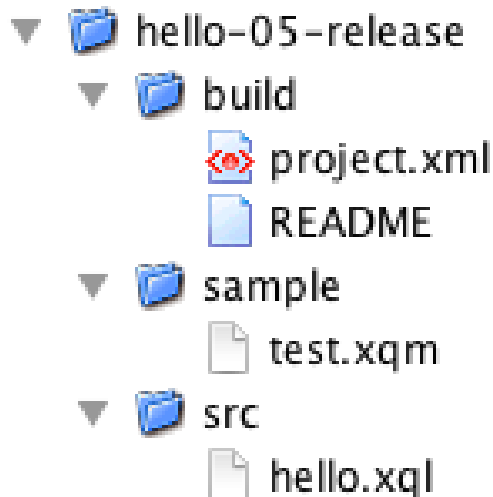 hello-05-release
build
project.xml
README
sample
test.xqm
src
hello.xql